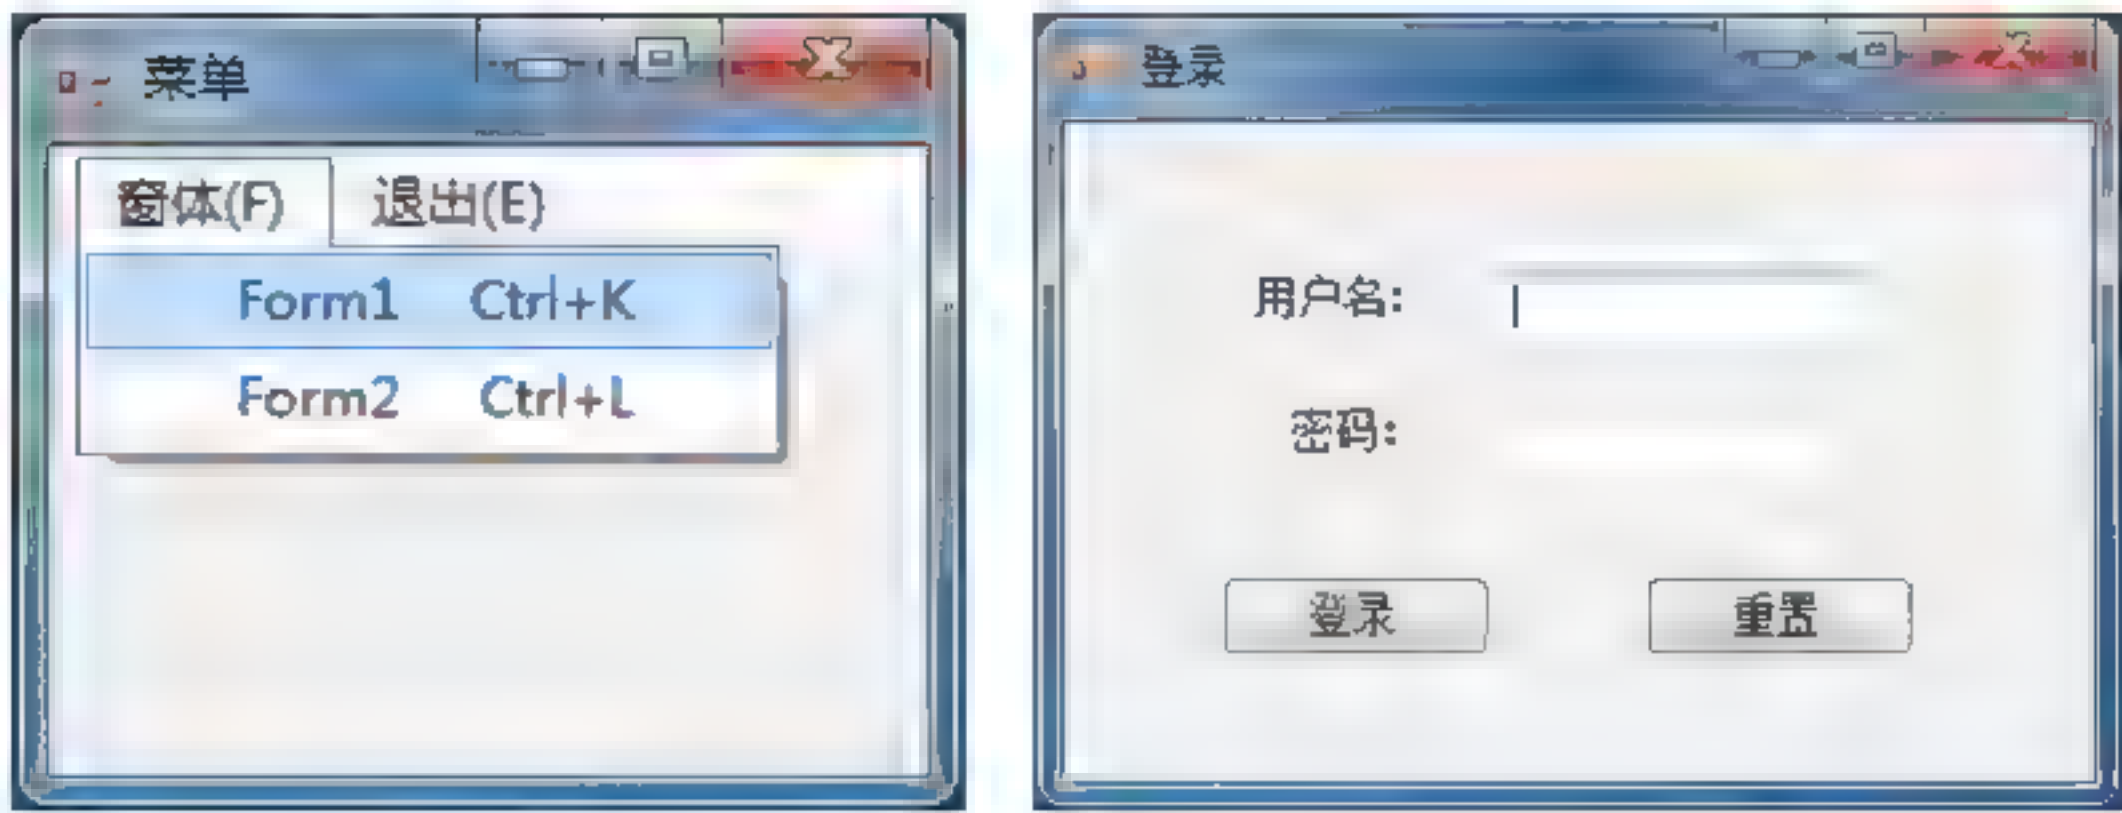 菜单
窗体(F) 退出(E)
Form1 Ctrl+K
Form2 Ctrl+L
登录
用户名:
密码:
登录 重置